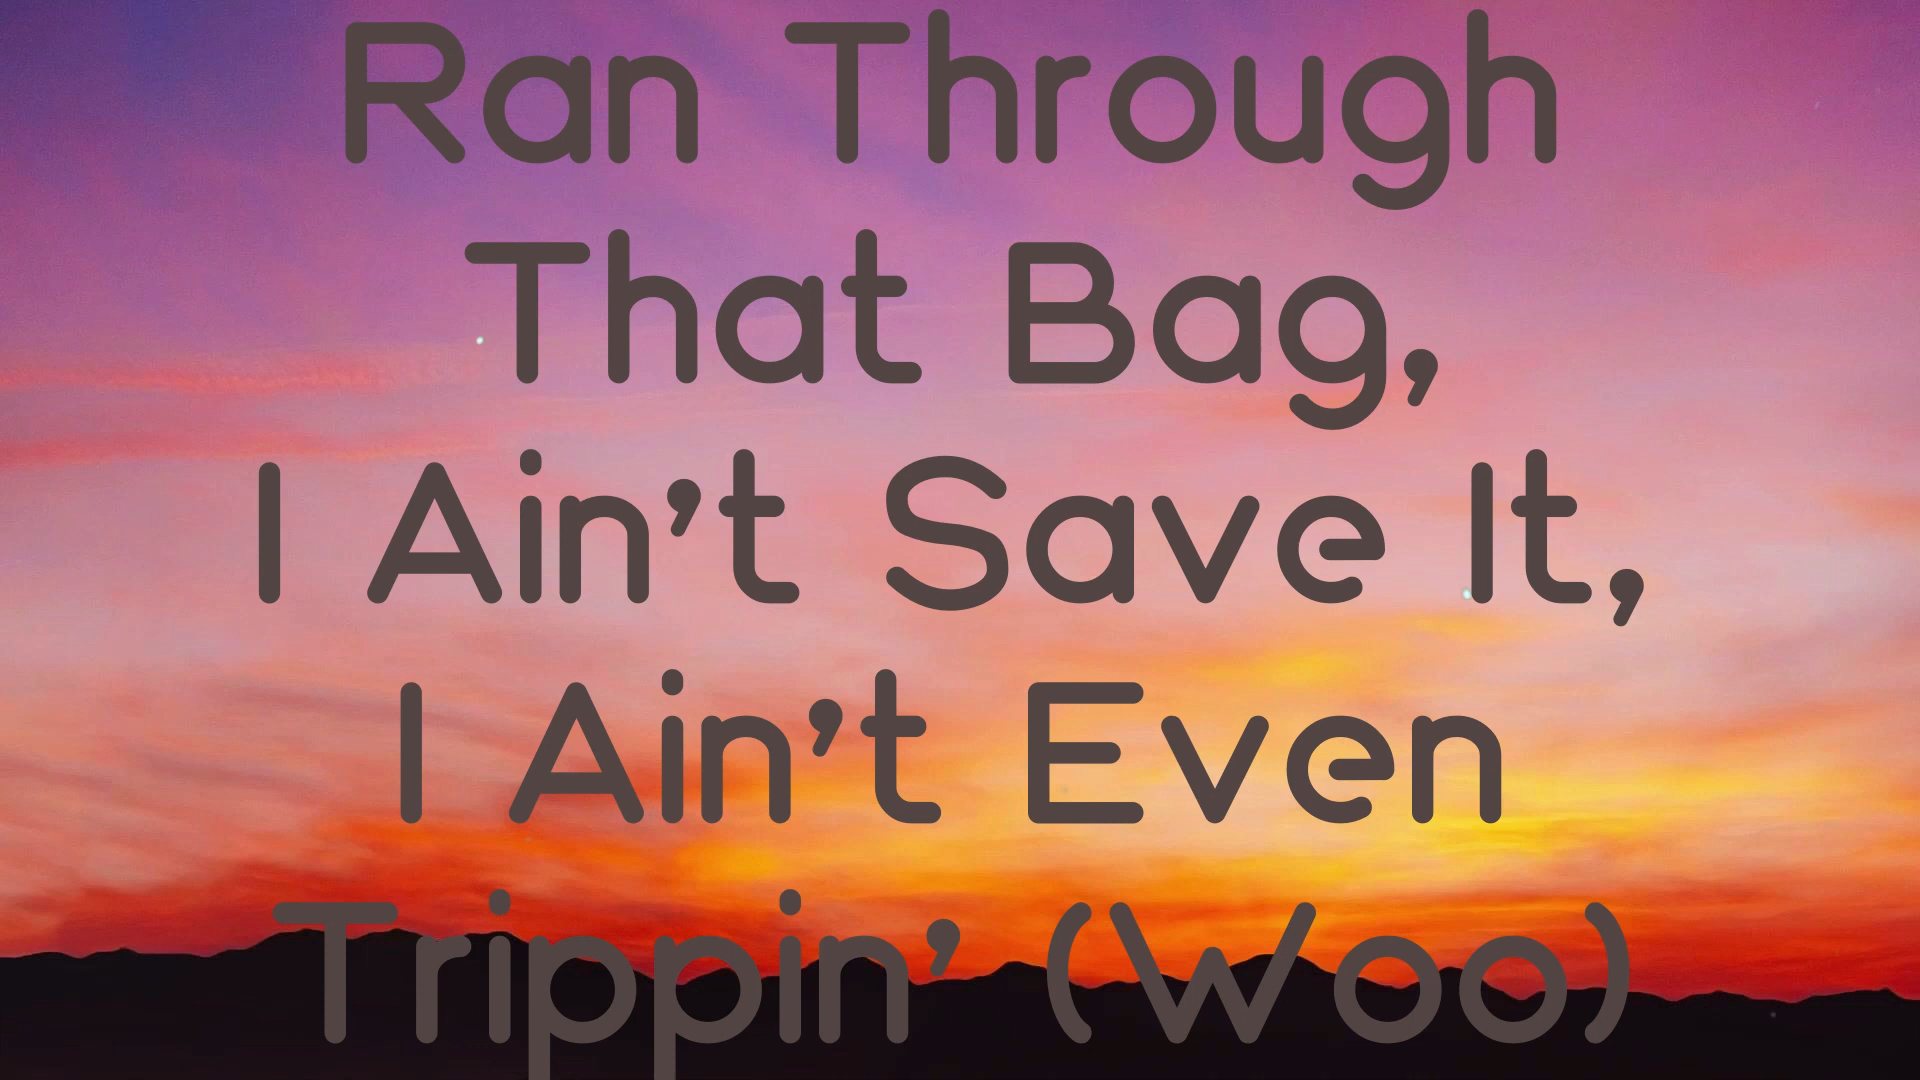 Ran Through
That Bag,
I Ain’t Save It,
I Ain’t Even
Trippin’ (Woo)